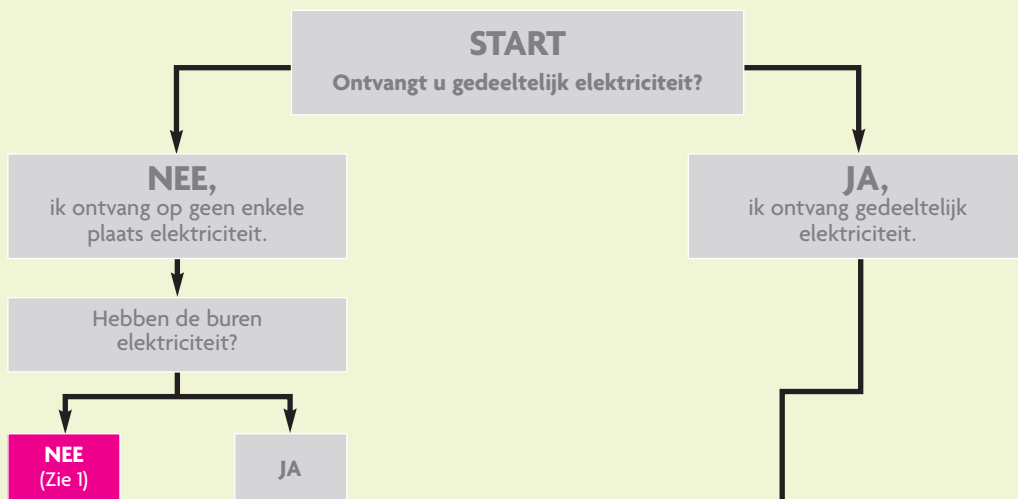 START
Ontvangt u gedeeltelijk elektriciteit?
NEE,
ik ontvang op geen enkele
plaats elektriciteit.
JA,
ik ontvang gedeeltelijk
elektriciteit.
Hebben de buren
elektriciteit?
NEE
(Zie 1)
JA